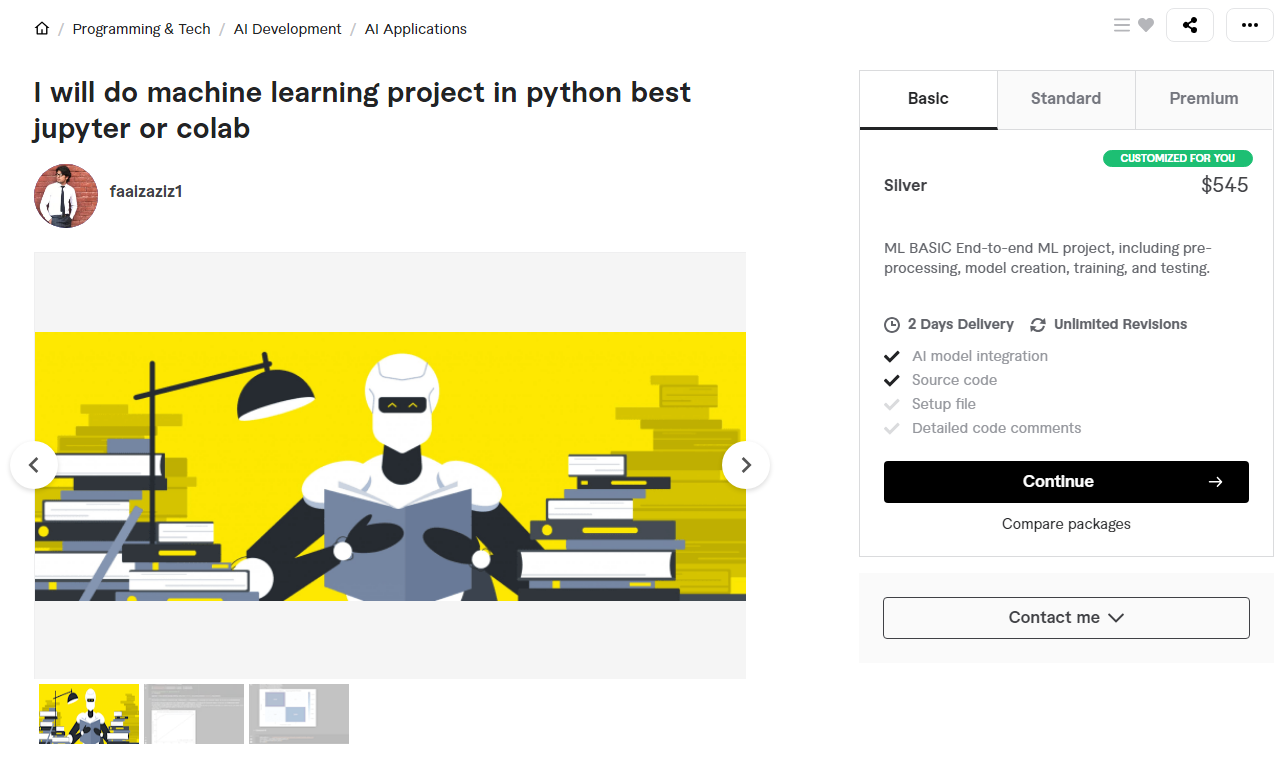 / Programming & Tech / AI Development / AI Applications
I will do machine learning project in python best
jupyter or colab
faaizaziz1
Basic
Standard
Premium
CUSTOMIZED FOR YOU
Silver
$545
ML BASIC End-to-end ML project, including pre-
processing, model creation, training, and testing.
2 Days Delivery
Unlimited Revisions
AI model integration
Source code
Setup file
Detailed code comments
Continue
Compare packages
Contact me